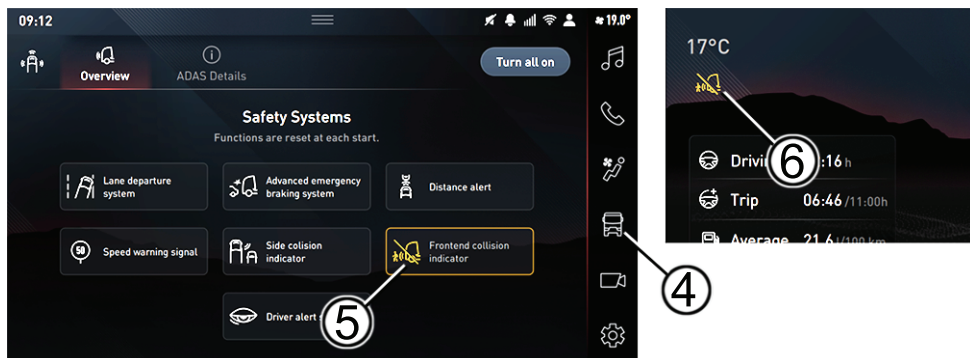 09:12
19.0°
Overview
ADAS Details
Turn all on
Safety Systems
Functions are reset at each start.
Lane departure
system
Advanced emergency
braking system
Distance alert
50
Speed warning signal
Side colision
indicator
Frontend collision
indicator
Driver alert
4
5
17°C
6
:16 h
Trip 06:46 /11:00h
Average 21.6